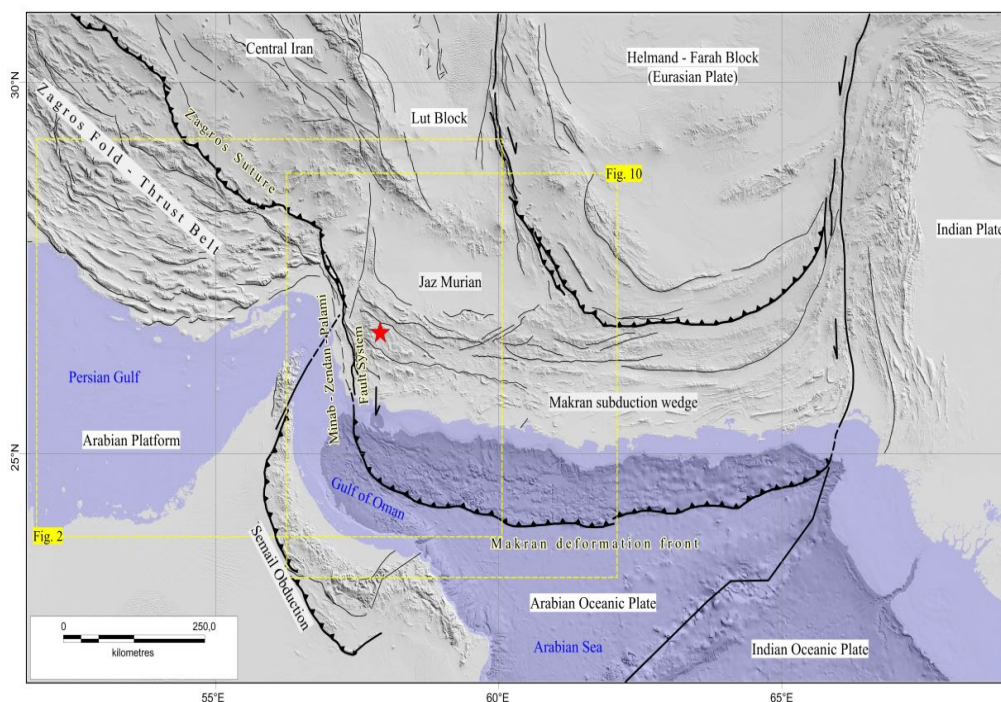 Central Iran
Helmand - Farah Block
(Eurasian Plate)
30°N
30°N
Lut Block
Zagros Suture
Zagros Fold - Thrust Belt
Fig. 10
Indian Plate
Jaz Murian
Minab - Zendan - Palami
Fault System
Persian Gulf
Makran subduction wedge
Arabian Platform
25°N
25°N
Gulf of Oman
Fig. 2
Makran deformation front
Semail Obduction
Arabian Oceanic Plate
0
250,0
kilometres
Arabian Sea
Indian Oceanic Plate
55°E
60°E
65°E